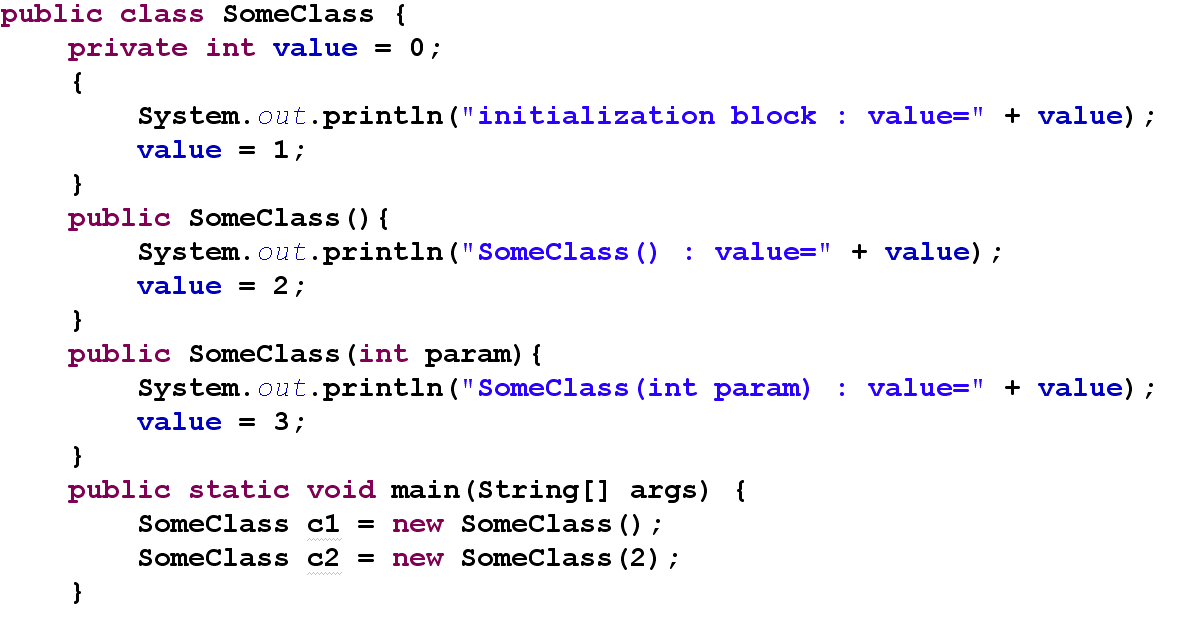 public class SomeClass {
    private int value = 0;
    {
        System.out.println("initialization block : value=" + value);
        value = 1;
    }
    public SomeClass(){
        System.out.println("SomeClass() : value=" + value);
        value = 2;
    }
    public SomeClass(int param){
        System.out.println("SomeClass(int param) : value=" + value);
        value = 3;
    }
    public static void main(String[] args) {
        SomeClass c1 = new SomeClass();
        SomeClass c2 = new SomeClass(2);
    }